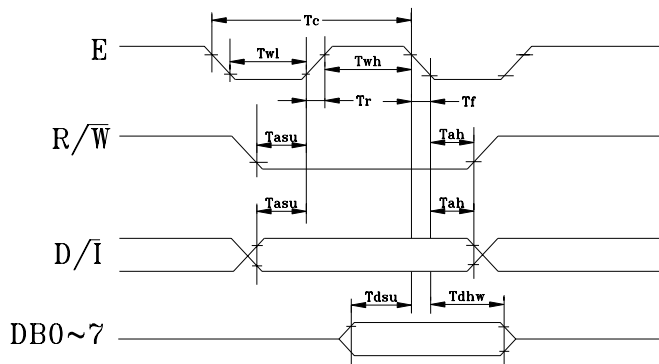 Tc
E
Twl
Twh
Tr
Tf
R/W̅
Tasu
Tah
Tasu
Tah
D/I̅
Tdsu
Tdhw
DB0~7